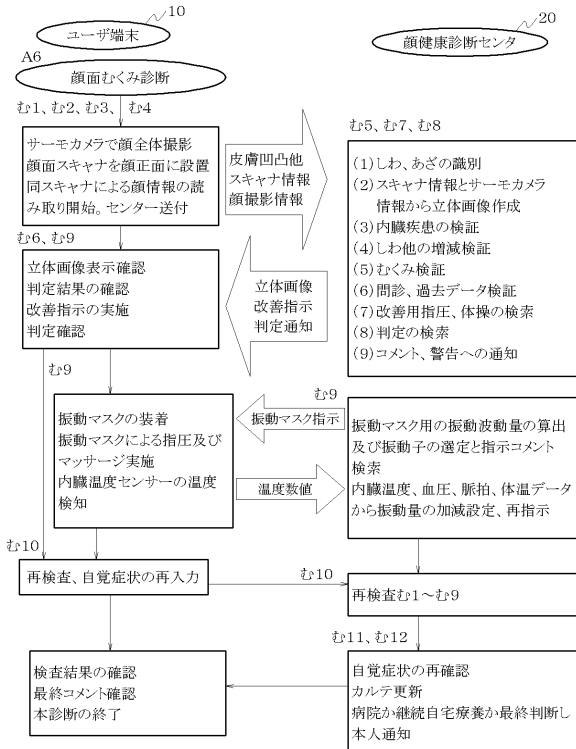 10
ユーザ端末
20
顔健康診断センタ
A6
顔面むくみ診断
む1、む2、む3、 む4
サーモカメラで顔全体撮影
顔面スキャナを顔正面に設置
同スキャナによる顔情報の読
み取り開始。センター送付
皮膚凹凸他
スキャナ情報
顔撮影情報
む5、む7、む8
(1)しわ、あざの識別
(2)スキャナ情報とサーモカメラ
情報から立体画像作成
(3)内臓疾患の検証
(4)しわ他の増減検証
(5)むくみ検証
(6)問診、過去データ検証
(7)改善用指圧、体操の検索
(8)判定の検索
(9)コメント、警告への通知
む6、む9
立体画像表示確認
判定結果の確認
改善指示の実施
判定確認
立体画像
改善指示
判定通知
む9
振動マスクの装着
振動マスクによる指圧及び
マッサージ実施
内臓温度センサーの温度
検知
む9
振動マスク指示
温度数値
振動マスク用の振動波動量の算出
及び振動子の選定と指示コメント
検索
内臓温度、血圧、脈拍、体温データ
から振動量の加減設定、再指示
む10
再検査、自覚症状の再入力
む10
再検査む1～む9
む11、む12
検査結果の確認
最終コメント確認
本診断の終了
自覚症状の再確認
カルテ更新
病院か継続自宅療養か最終判断し
本人通知